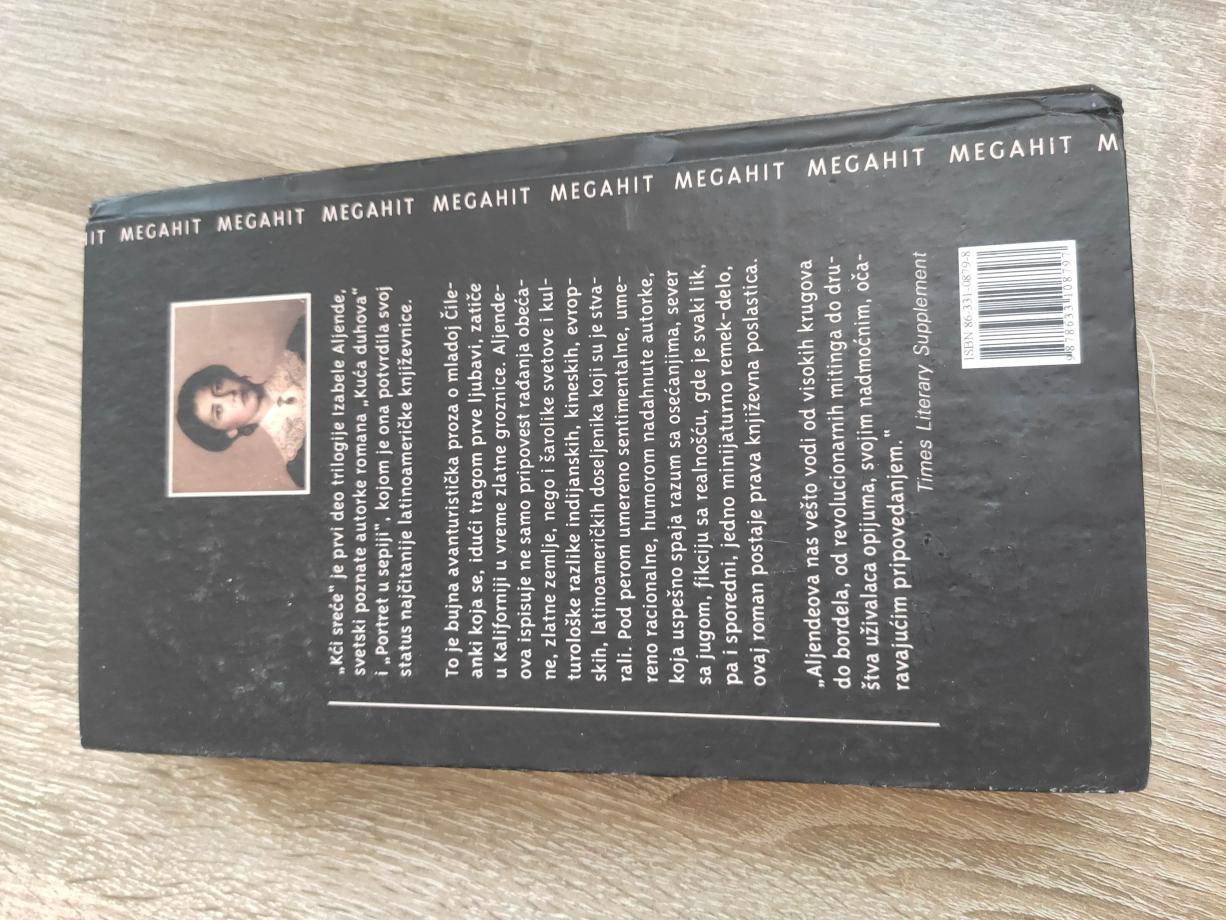 IT MEGAHIT MEGAHIT MEGAHIT MEGAHIT MEGAHIT MEGAHIT MEGAHIT MEGAHIT M
„Kći sreće“ je prvi deo trilogije Izabele Aljende,
svetski poznate autorke romana „Kuća duhova“
i „Portret u sepiji“, kojom je ona potvrdila svoj
status najčitanije latinoameričke književnice.
To je bujna avanturistička proza o mladoj Čile-
anki koja se, idući tragom prve ljubavi, zatiče
u Kaliforniji u vreme zlatne groznice. Aljende-
ova ispisuje ne samo pripovest rađanja obeća-
ne, zlatne zemlje, nego i šarolike svetove i kul-
turološke razlike indijanskih, kineskih, evrop-
skih, latinoameričkih doseljenika koji su je stva-
rali. Pod perom umereno sentimentalne, ume-
reno racionalne, humorom nadahnute autorke,
koja uspešno spaja razum sa osećanjima, sever
sa jugom, fikciju sa realnošću, gde je svaki lik,
pa i sporedni, jedno minijaturno remek-delo,
ovaj roman postaje prava književna poslastica.
„Aljendeova nas vešto vodi od visokih krugova
do bordela, od revolucionarnih mitinga do dru-
štva uživalaca opijuma, svojim nadmoćnim, oča-
ravajućim pripovedanjem.“
Times Literary Supplement
ISBN 86-331-0879-8
9788633108797